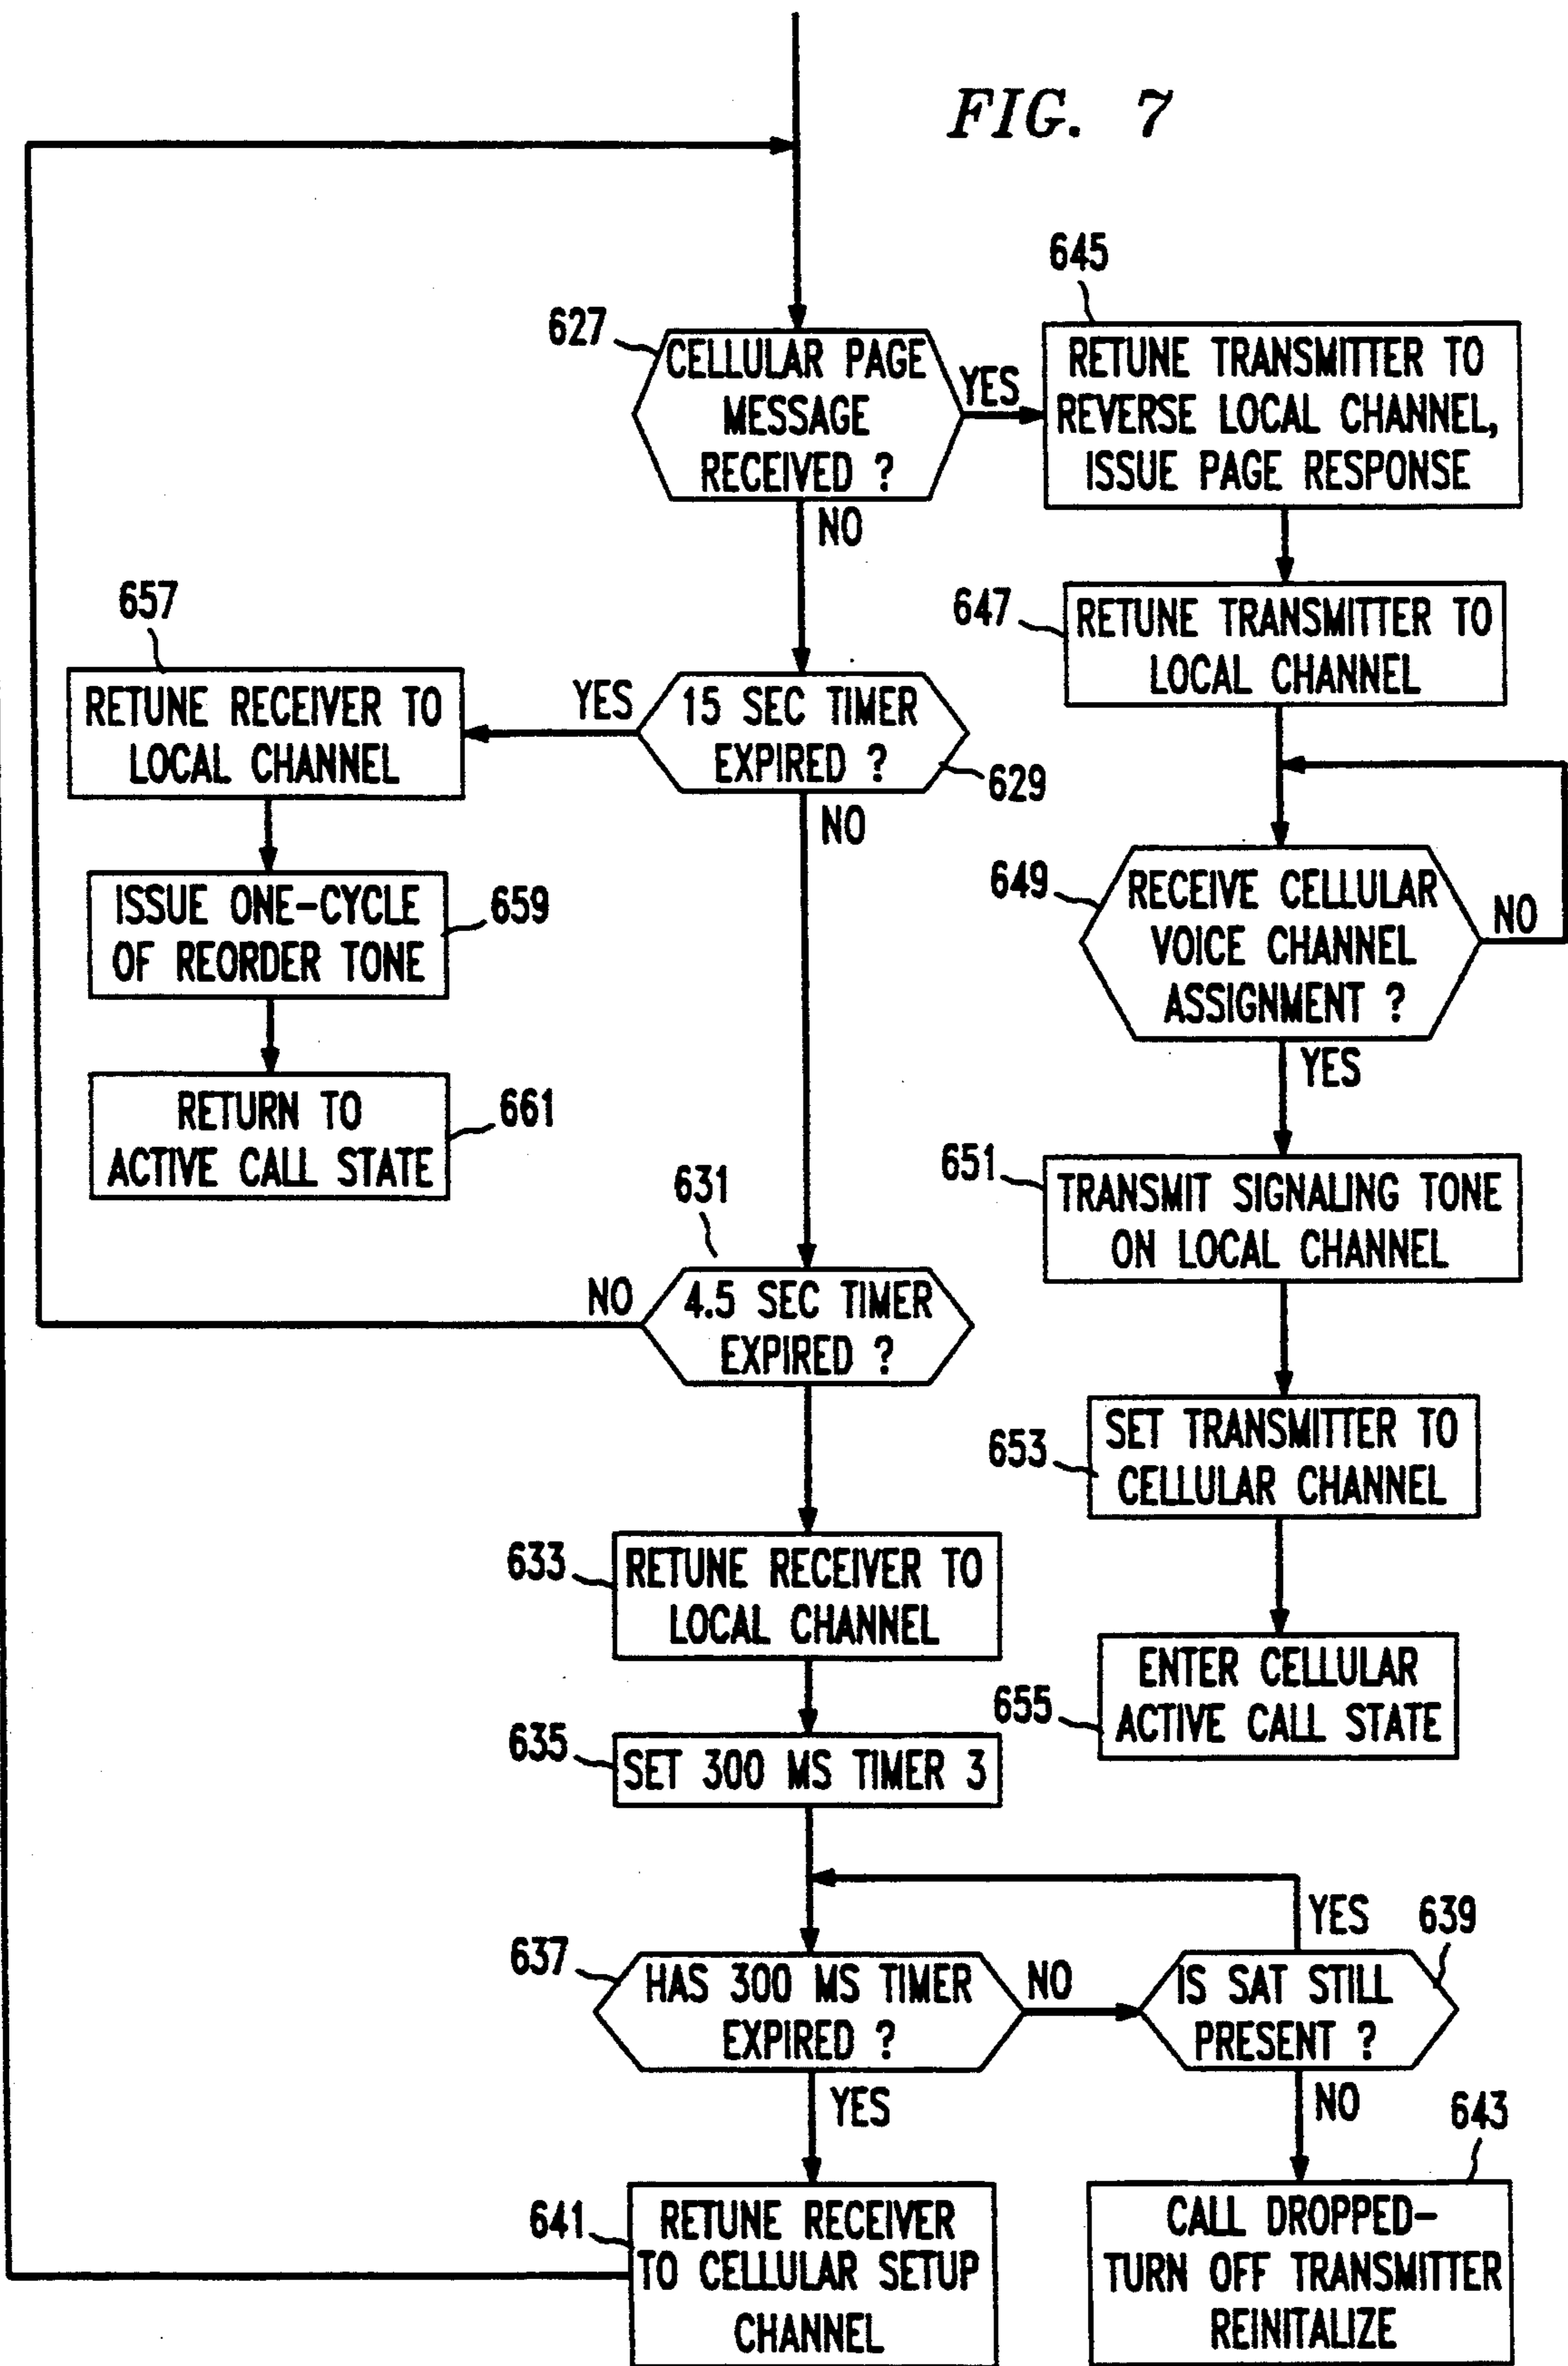 FIG. 7
645
627
CELLULAR PAGE
MESSAGE
RECEIVED ?
YES
RETUNE TRANSMITTER TO
REVERSE LOCAL CHANNEL,
ISSUE PAGE RESPONSE
NO
657
647
RETUNE TRANSMITTER TO
LOCAL CHANNEL
RETUNE RECEIVER TO
LOCAL CHANNEL
YES
15 SEC TIMER
EXPIRED ?
629
NO
649
RECEIVE CELLULAR
VOICE CHANNEL
ASSIGNMENT ?
NO
YES
ISSUE ONE-CYCLE
OF REORDER TONE
659
RETURN TO
ACTIVE CALL STATE
661
651
TRANSMIT SIGNALING TONE
ON LOCAL CHANNEL
631
NO
4.5 SEC TIMER
EXPIRED ?
653
SET TRANSMITTER TO
CELLULAR CHANNEL
633
RETUNE RECEIVER TO
LOCAL CHANNEL
655
ENTER CELLULAR
ACTIVE CALL STATE
635
SET 300 MS TIMER 3
YES
639
637
HAS 300 MS TIMER
EXPIRED ?
NO
IS SAT STILL
PRESENT ?
YES
NO
643
641
RETUNE RECEIVER
TO CELLULAR SETUP
CHANNEL
CALL DROPPED-
TURN OFF TRANSMITTER
REINITALIZE